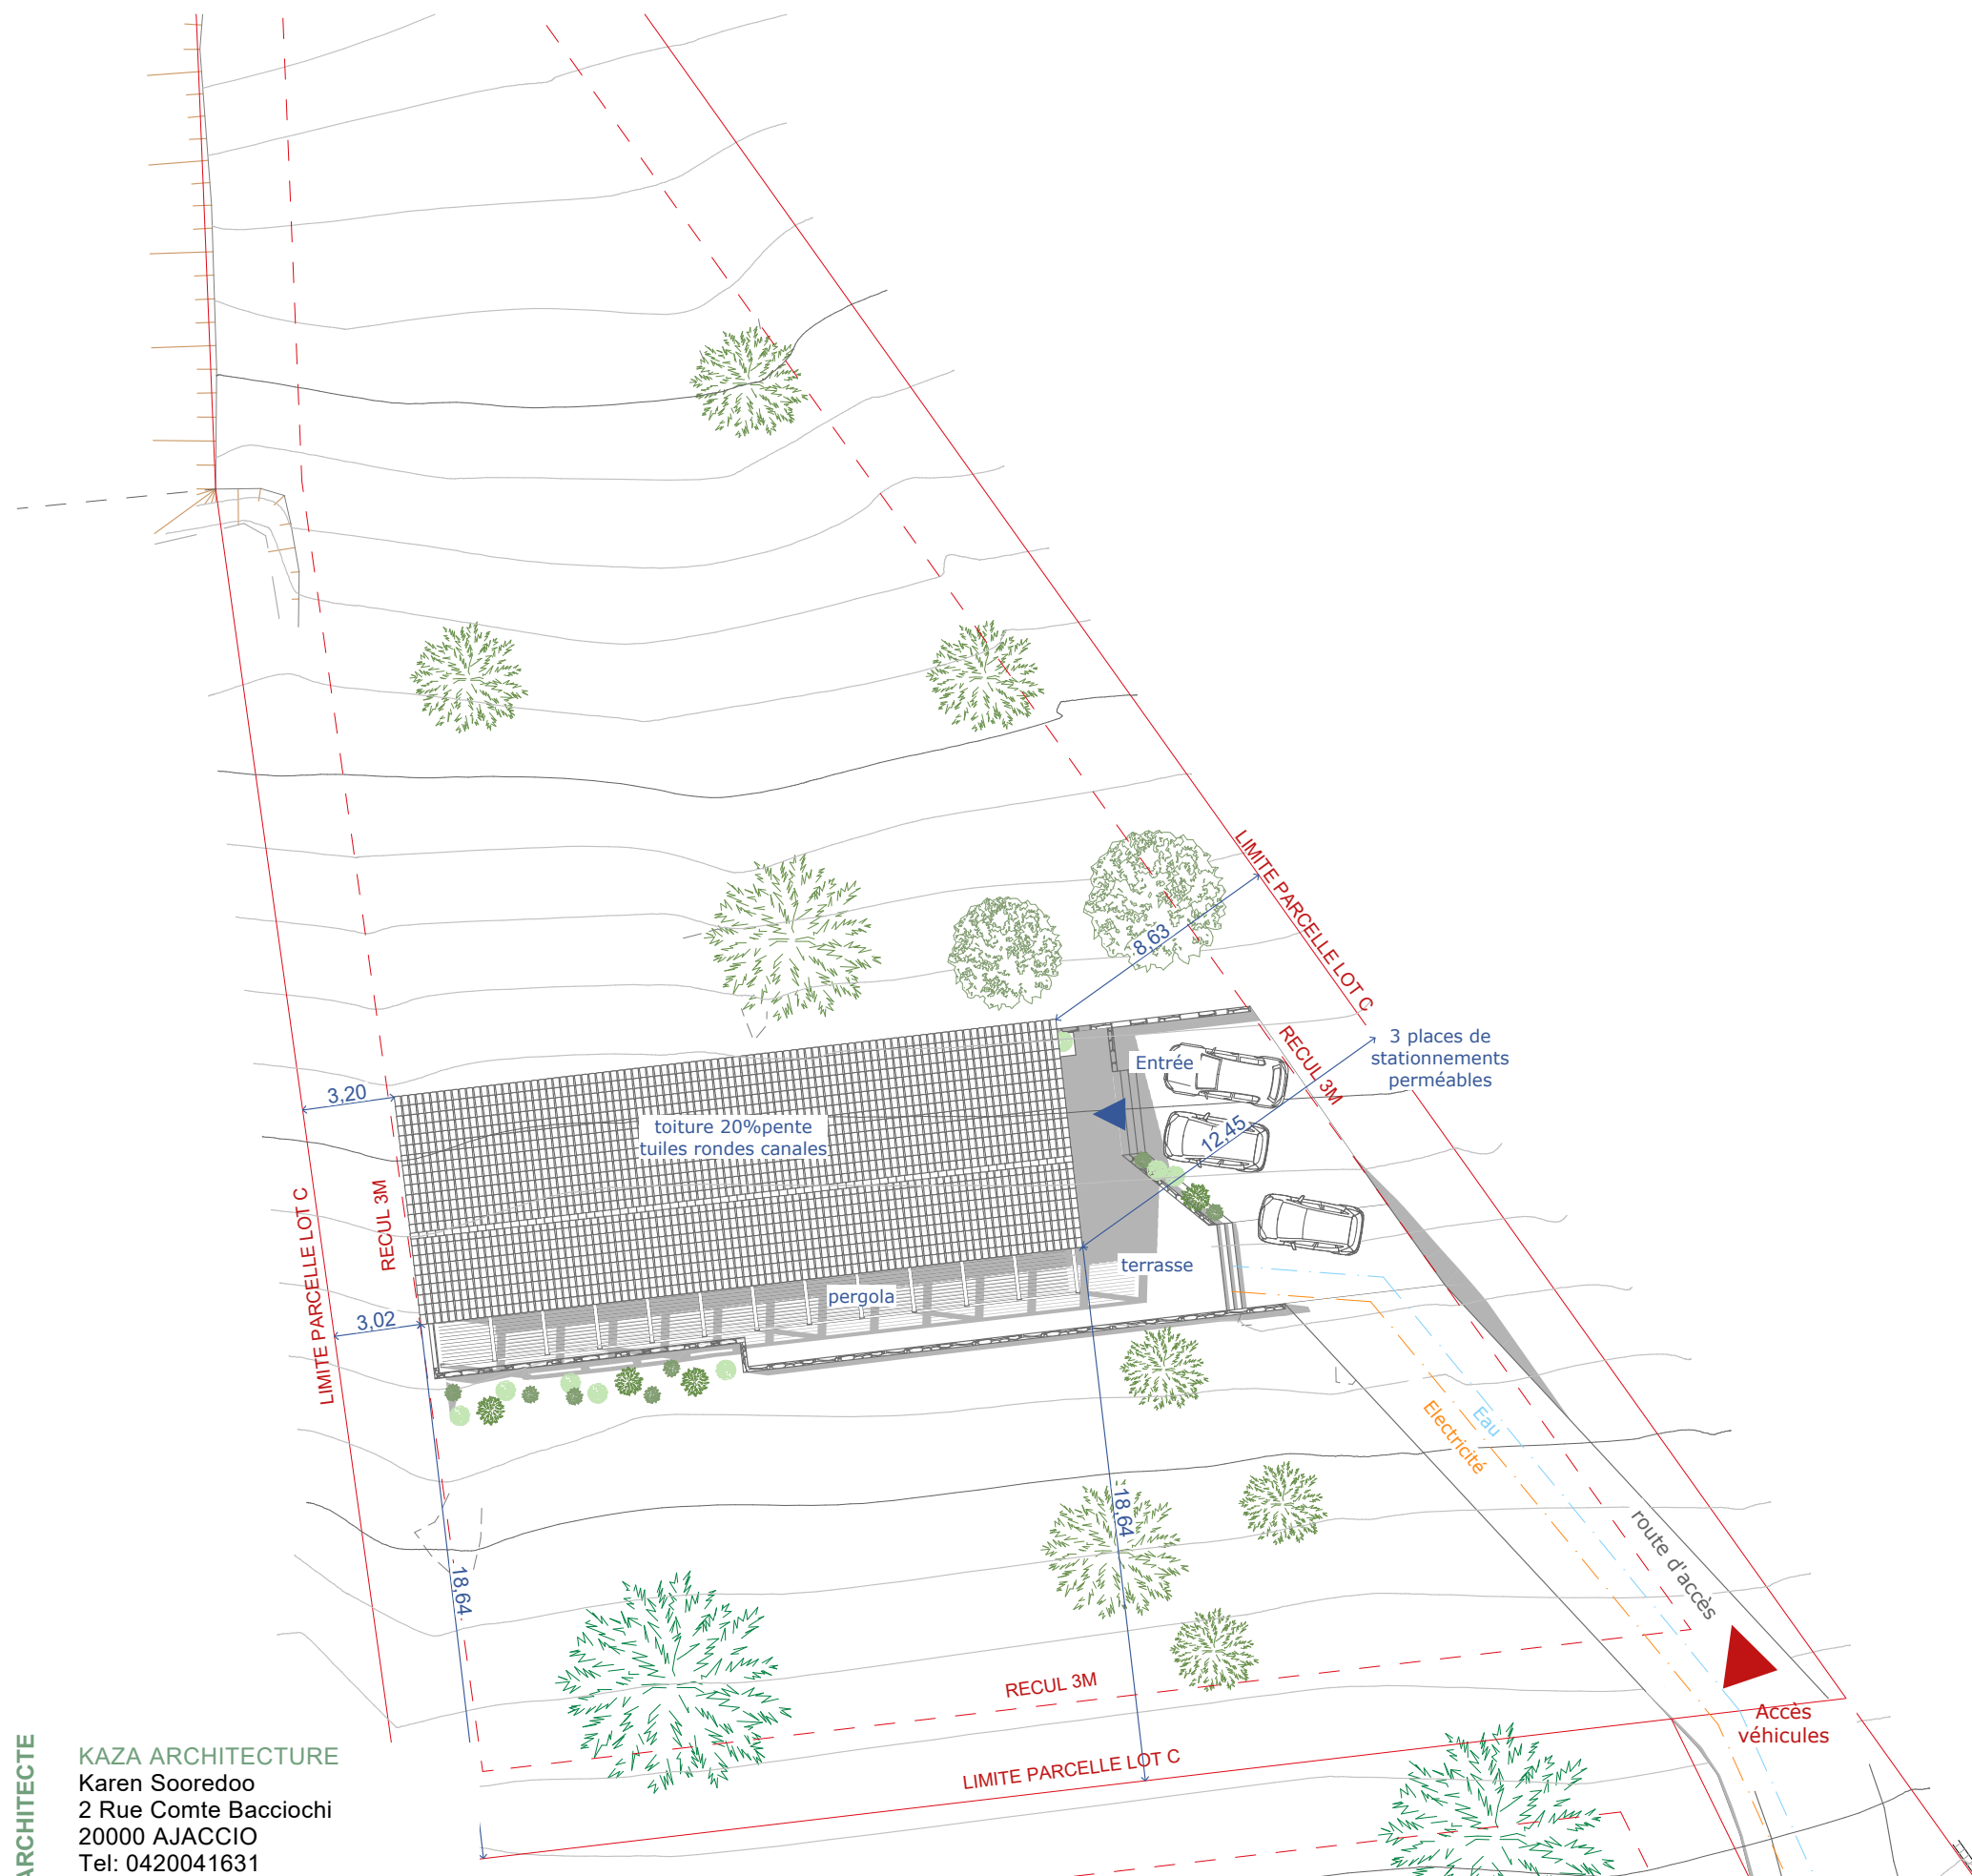 LIMITE PARCELLE LOT C
8,63
RECUL 3M
3 places de
stationnements
perméables
Entrée
3,20
toiture 20%pente
tuiles rondes canales
12,45
LIMITE PARCELLE LOT C
RECUL 3M
terrasse
pergola
3,02
Eau
Electricité
18,64
18,64
route d'accès
RECUL 3M
Accès
véhicules
LIMITE PARCELLE LOT C
ARCHITECTE
KAZA ARCHITECTURE
Karen Sooredoo
2 Rue Comte Bacciochi
20000 AJACCIO
Tel: 0420041631